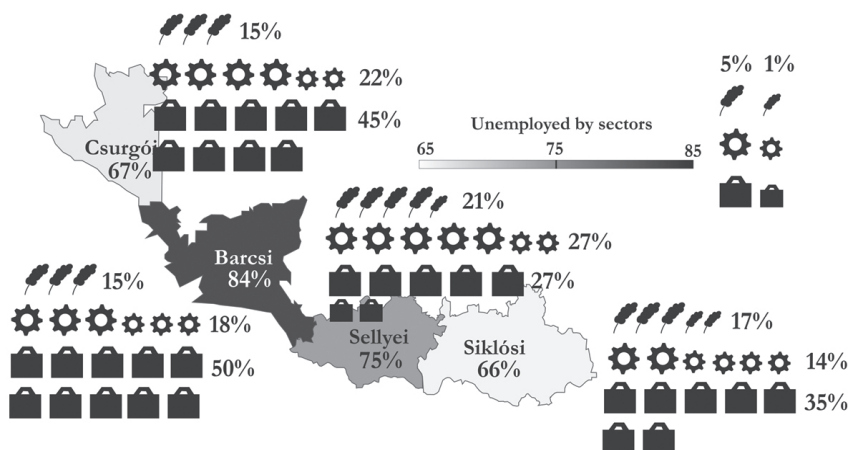 15%
22%
45%
Csurgói
67%
Unemployed by sectors
65 75 85
5% 1%
21%
27%
27%
Barcsi
84%
15%
18%
50%
Sellyei
75%
Siklósi
66%
17%
14%
35%